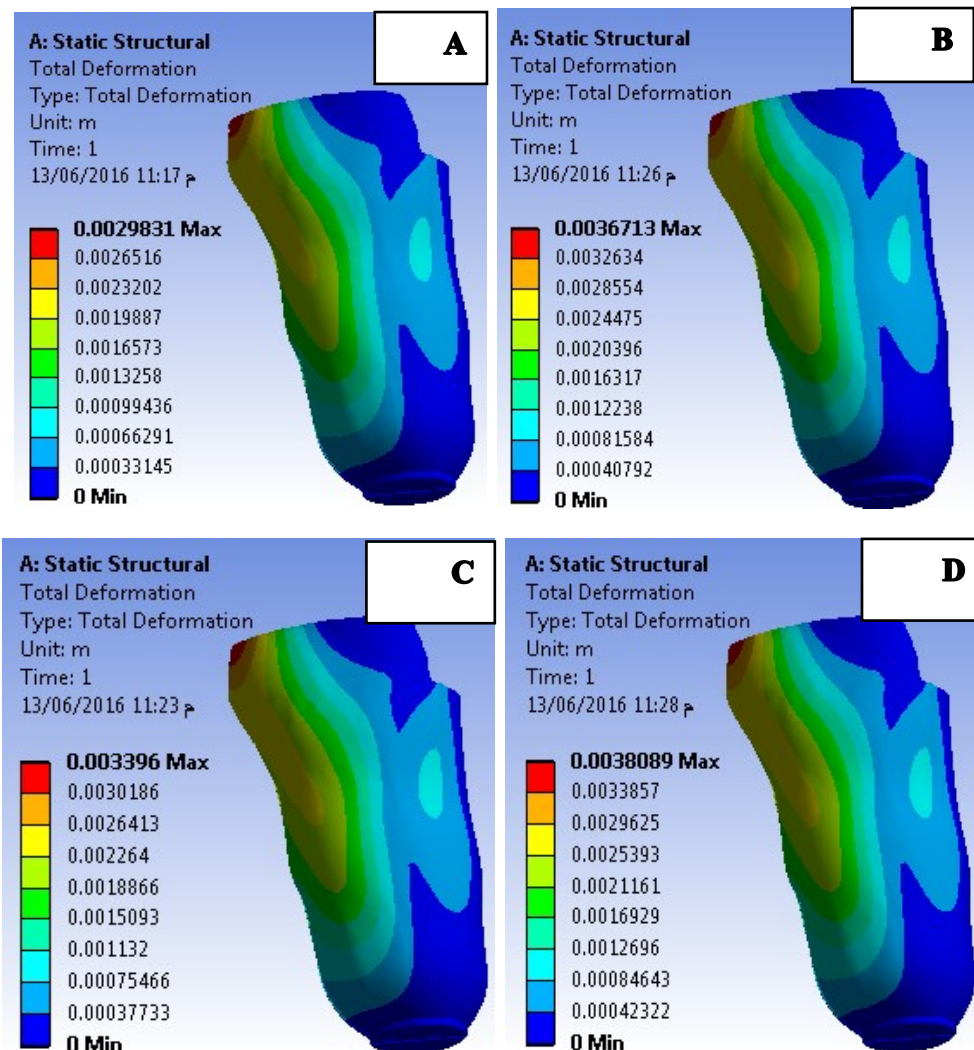 A: Static Structural
Total Deformation
Type: Total Deformation
Unit: m
Time: 1
13/06/2016 11:17 م
A
0.0029831 Max
0.0026516
0.0023202
0.0019887
0.0016573
0.0013258
0.00099436
0.00066291
0.00033145
0 Min
A: Static Structural
Total Deformation
Type: Total Deformation
Unit: m
Time: 1
13/06/2016 11:26 م
B
0.0036713 Max
0.0032634
0.0028554
0.0024475
0.0020396
0.0016317
0.0012238
0.00081584
0.00040792
0 Min
A: Static Structural
Total Deformation
Type: Total Deformation
Unit: m
Time: 1
13/06/2016 11:23 م
C
0.003396 Max
0.0030186
0.0026413
0.002264
0.0018866
0.0015093
0.001132
0.00075466
0.00037733
0 Min
A: Static Structural
Total Deformation
Type: Total Deformation
Unit: m
Time: 1
13/06/2016 11:28 م
D
0.0038089 Max
0.0033857
0.0029625
0.0025393
0.0021161
0.0016929
0.0012696
0.00084643
0.00042322
0 Min